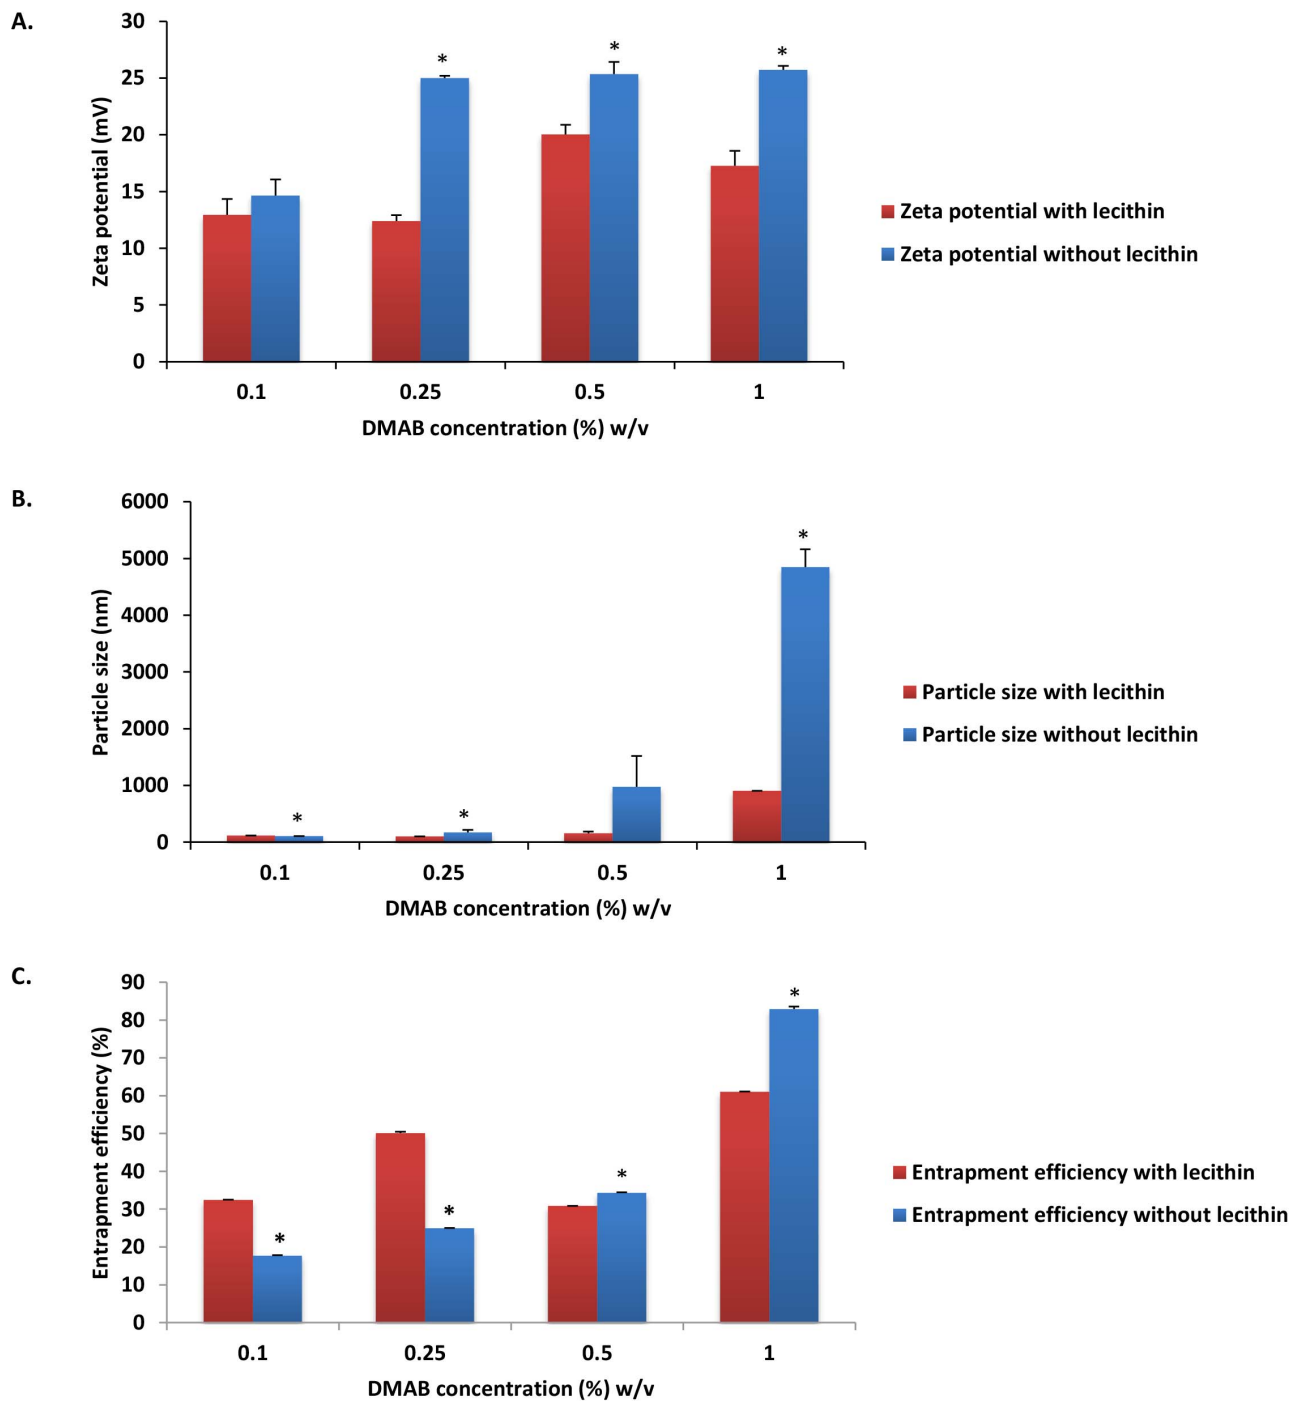 A.
30
25
20
15
10
5
0
Zeta potential (mV)
* * *
0.1 0.25 0.5 1
DMAB concentration (%) w/v
Zeta potential with lecithin
Zeta potential without lecithin
B.
6000
5000
4000
3000
2000
1000
0
Particle size (nm)
* * *
0.1 0.25 0.5 1
DMAB concentration (%) w/v
Particle size with lecithin
Particle size without lecithin
C.
90
80
70
60
50
40
30
20
10
0
Entrapment efficiency (%)
* * * *
0.1 0.25 0.5 1
DMAB concentration (%) w/v
Entrapment efficiency with lecithin
Entrapment efficiency without lecithin